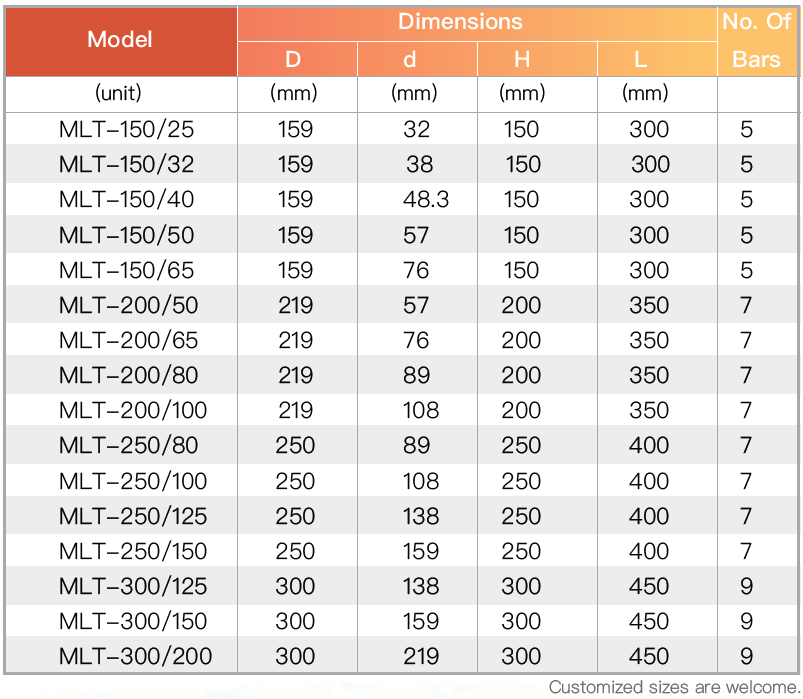 Model Dimensions No. Of Bars
D d H L
(unit) (mm) (mm) (mm) (mm)
MLT-150/25 159 32 150 300 5
MLT-150/32 159 38 150 300 5
MLT-150/40 159 48.3 150 300 5
MLT-150/50 159 57 150 300 5
MLT-150/65 159 76 150 300 5
MLT-200/50 219 57 200 350 7
MLT-200/65 219 76 200 350 7
MLT-200/80 219 89 200 350 7
MLT-200/100 219 108 200 350 7
MLT-250/80 250 89 250 400 7
MLT-250/100 250 108 250 400 7
MLT-250/125 250 138 250 400 7
MLT-250/150 250 159 250 400 7
MLT-300/125 300 138 300 450 9
MLT-300/150 300 159 300 450 9
MLT-300/200 300 219 300 450 9
Customized sizes are welcome.